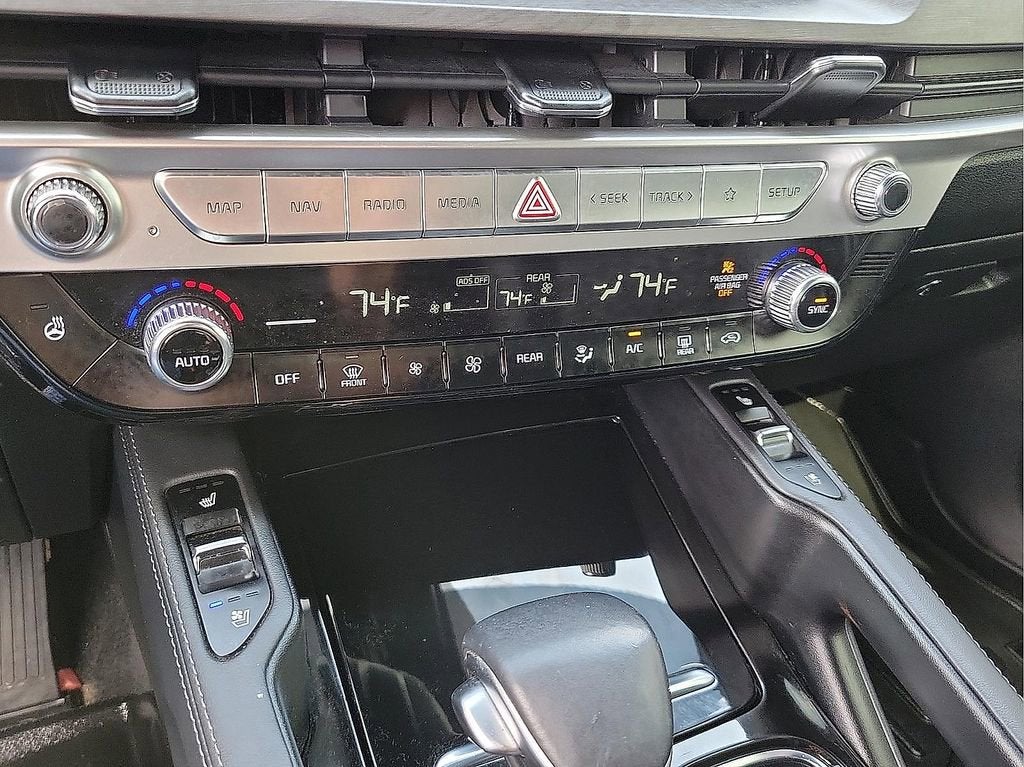 MAP NAV RADIO MEDIA < SEEK TRACK > SETUP
ADS OFF
REAR
74°F 74°F 74°F
PASSENGER
AIR BAG
OFF
SYNC
AUTO
OFF FRONT REAR A/C REAR